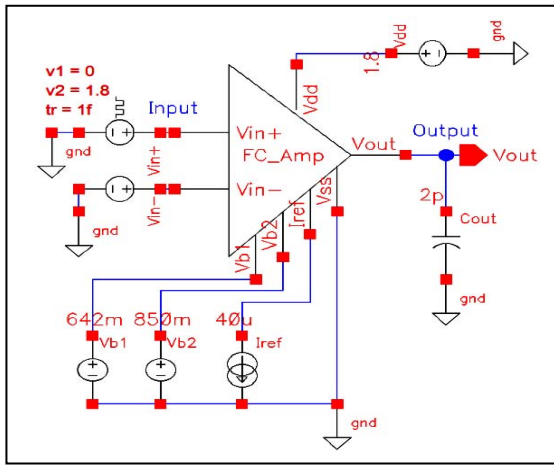 v1 = 0
v2 = 1.8
tr = 1f
Input
gnd
Vin+
Vin+
FC_Amp
Vin-
Vin-
gnd
Vdd
1.8
Vdd
gnd
Vout
Output
Vout
Vss
Iref
Vb2
Vb1
2p
Cout
gnd
642m
850m
40u
Vb1
Vb2
Iref
gnd